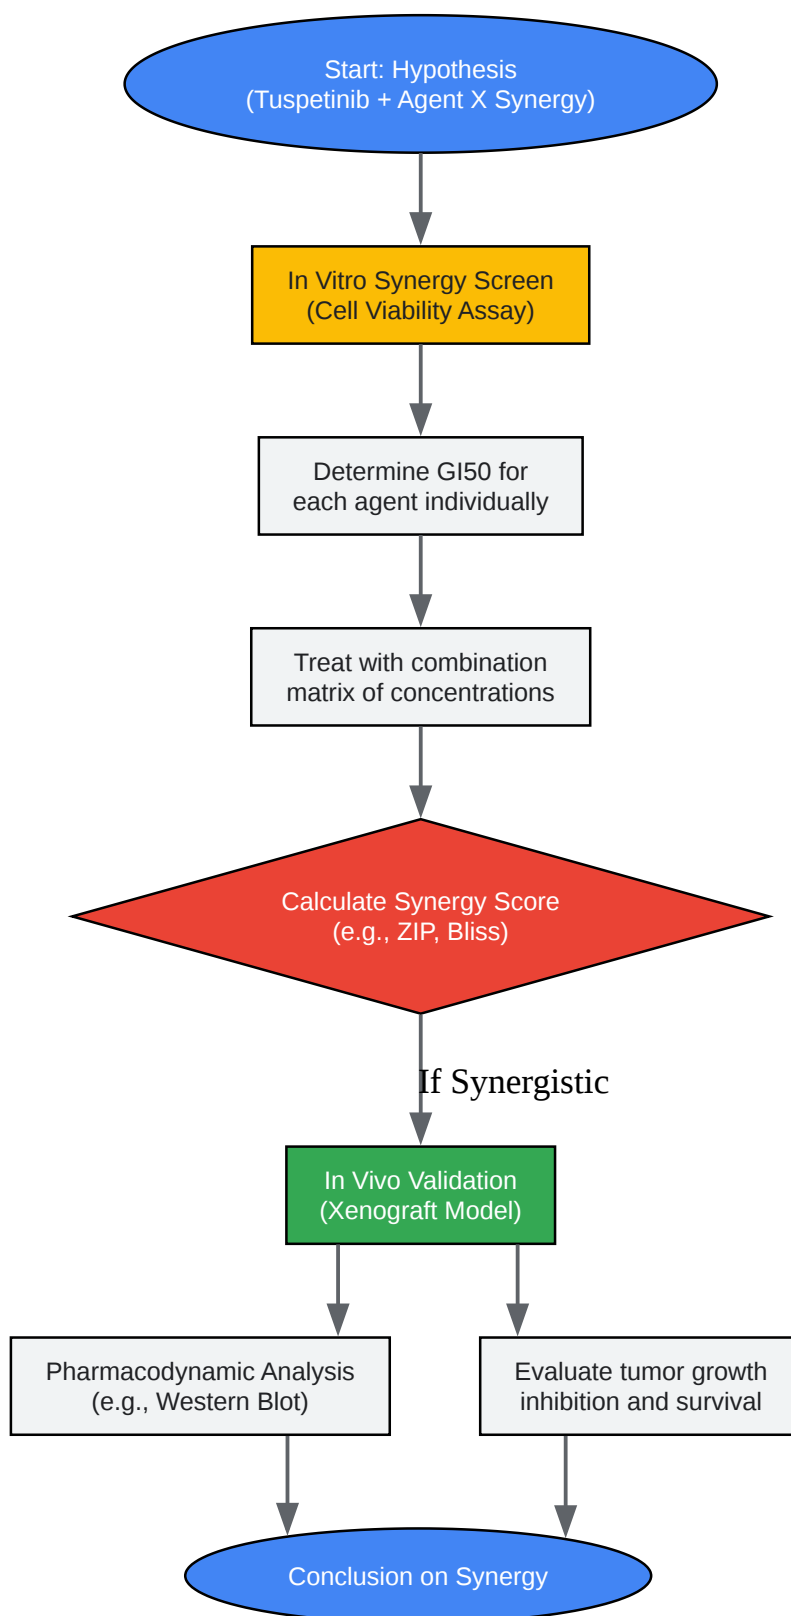 Start: Hypothesis
(Tuspetinib + Agent X Synergy)
In Vitro Synergy Screen
(Cell Viability Assay)
Determine GI50 for
each agent individually
Treat with combination
matrix of concentrations
Calculate Synergy Score
(e.g., ZIP, Bliss)
If Synergistic
In Vivo Validation
(Xenograft Model)
Pharmacodynamic Analysis
(e.g., Western Blot)
Evaluate tumor growth
inhibition and survival
Conclusion on Synergy